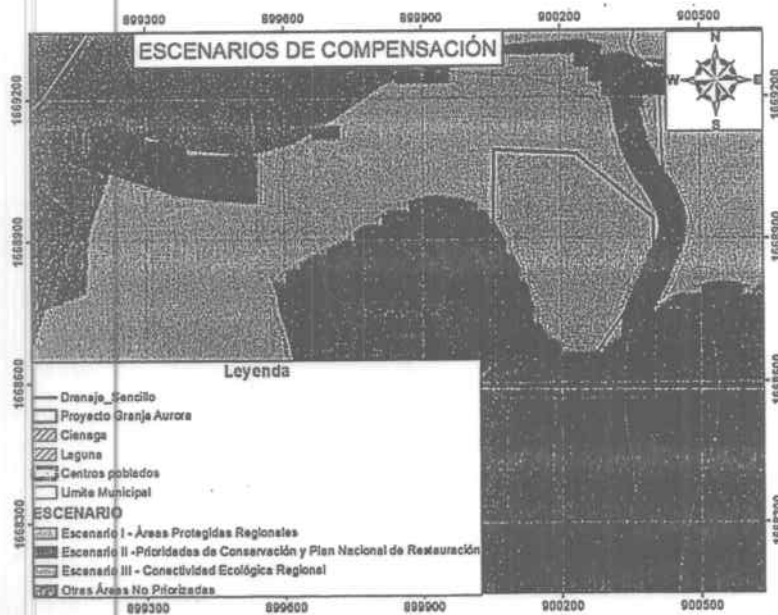 899300 899600 899900 900200 900500
ESCENARIOS DE COMPENSACIÓN
N
W E
S
1669200 1669200
1668900 1668900
1668600 1668600
1668300 1668300
Leyenda
Drenaje_Sencillo
Proyecto Granja Aurora
Cienaga
Laguna
Centros poblados
Limite Municipal
ESCENARIO
Escenario I - Áreas Protegidas Regionales
Escenario II -Prioridades de Conservación y Plan Nacional de Restauración
Escenario III - Conectividad Ecológica Regional
Otras Áreas No Priorizadas
899300 899600 899900 900200 900500